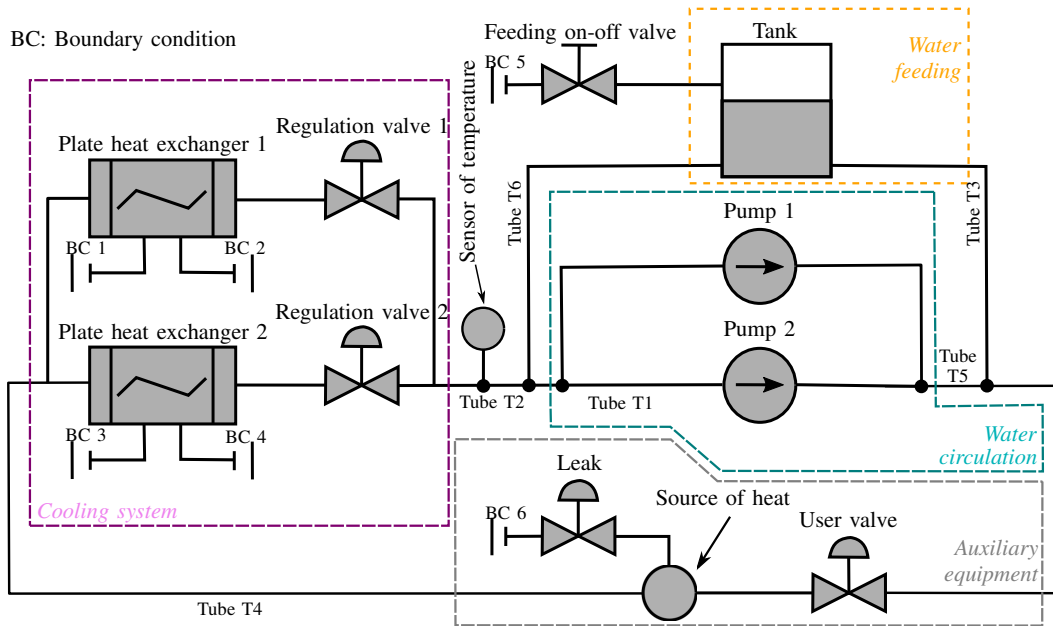 BC: Boundary condition
Feeding on-off valve
Tank
Water
feeding
BC 5
Sensor of temperature
Regulation valve 1
Plate heat exchanger 1
BC 1
BC 2
Tube T6
Tube T3
Pump 1
Regulation valve 2
Plate heat exchanger 2
Pump 2
Tube
T5
Tube T2
Tube T1
BC 3
BC 4
Water
circulation
Cooling system
Leak
BC 6
Source of heat
User valve
Auxiliary
equipment
Tube T4